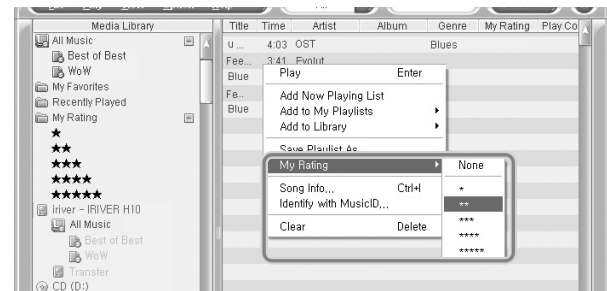 Media Library
All Music
Best of Best
WoW
My Favorites
Recently Played
My Rating
★
★★
★★★
★★★★
★★★★★
iriver – IRIVER H10
All Music
Best of Best
WoW
Transfer
CD (D:)
Title Time Artist Album Genre My Rating Play Co
u ... 4:03 OST Blues
Fee... 3:41 Evolut
Blue
Fe...
Blue
Play Enter
Add Now Playing List
Add to My Playlists
Add to Library
Save Playlist As
My Rating
Song Info... Ctrl+I
Identify with MusicID...
Clear Delete
None
*
**
***
****
*****